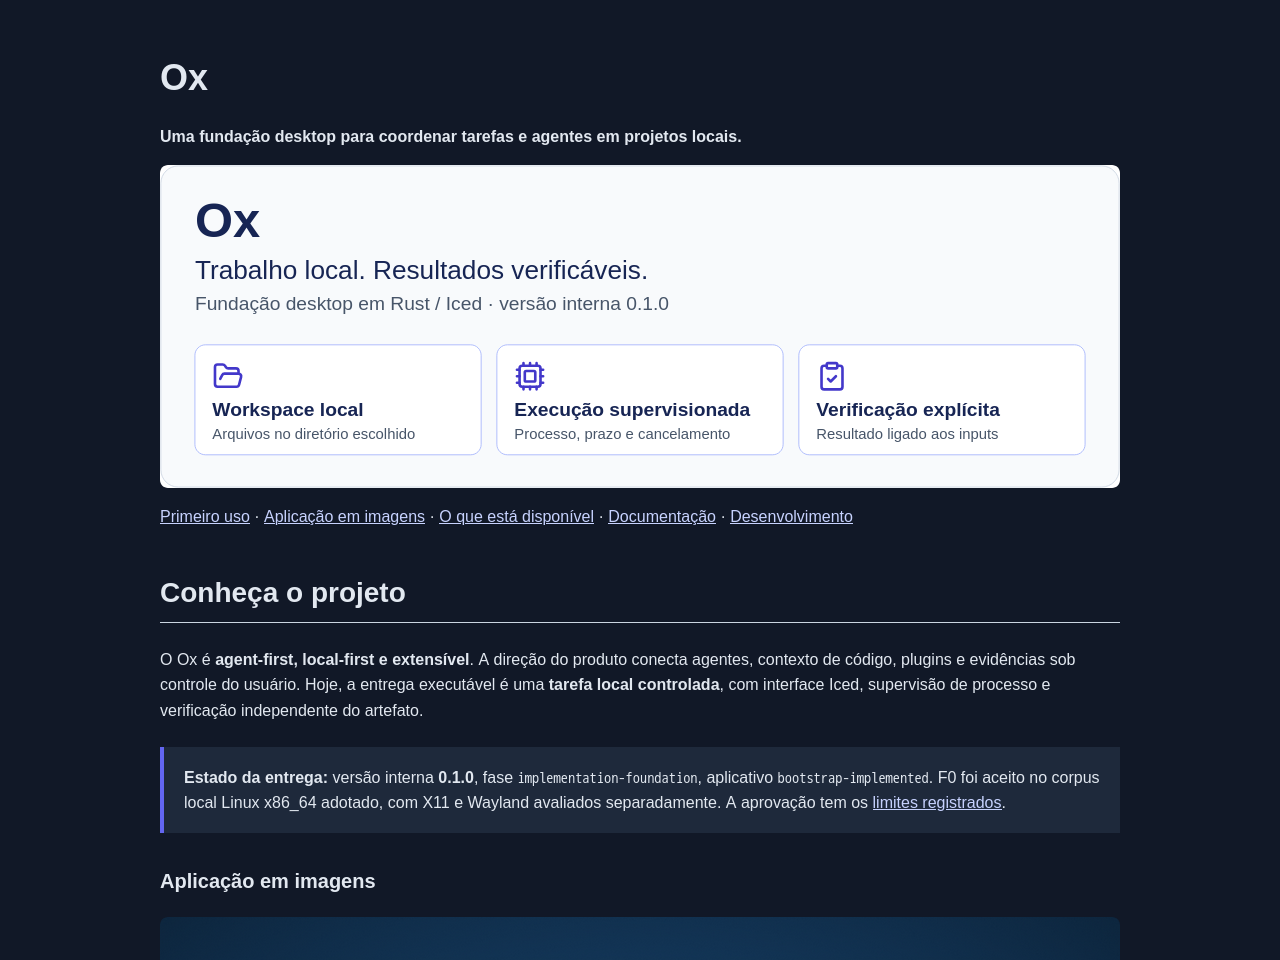 Ox
Uma fundação desktop para coordenar tarefas e agentes em projetos locais.
Ox
Trabalho local. Resultados verificáveis.
Fundação desktop em Rust / Iced · versão interna 0.1.0
Workspace local
Arquivos no diretório escolhido
Execução supervisionada
Processo, prazo e cancelamento
Verificação explícita
Resultado ligado aos inputs
Primeiro uso · Aplicação em imagens · O que está disponível · Documentação · Desenvolvimento
Conheça o projeto
O Ox é agent-first, local-first e extensível. A direção do produto conecta agentes, contexto de código, plugins e evidências sob
controle do usuário. Hoje, a entrega executável é uma tarefa local controlada, com interface Iced, supervisão de processo e
verificação independente do artefato.
Estado da entrega: versão interna 0.1.0, fase implementation-foundation, aplicativo bootstrap-implemented. F0 foi aceito no corpus
local Linux x86_64 adotado, com X11 e Wayland avaliados separadamente. A aprovação tem os limites registrados.
Aplicação em imagens